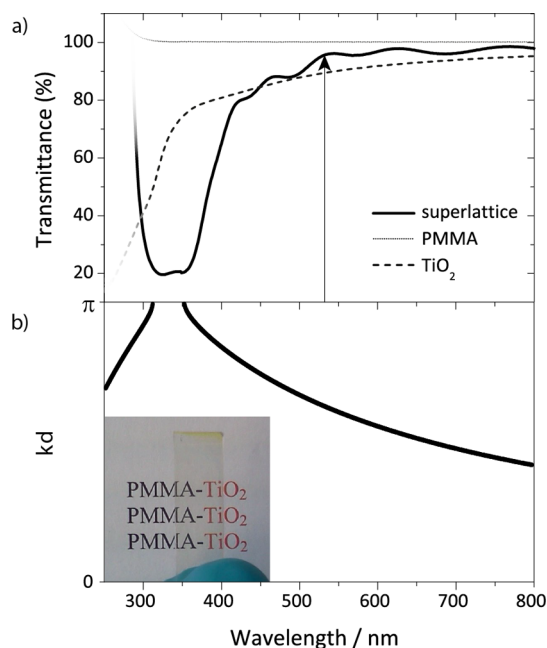 a)
Transmittance (%)
100
80
60
40
20
superlattice
PMMA
TiO₂
b)
kd
π
0
PMMA-TiO₂
PMMA-TiO₂
PMMA-TiO₂
300 400 500 600 700 800
Wavelength / nm